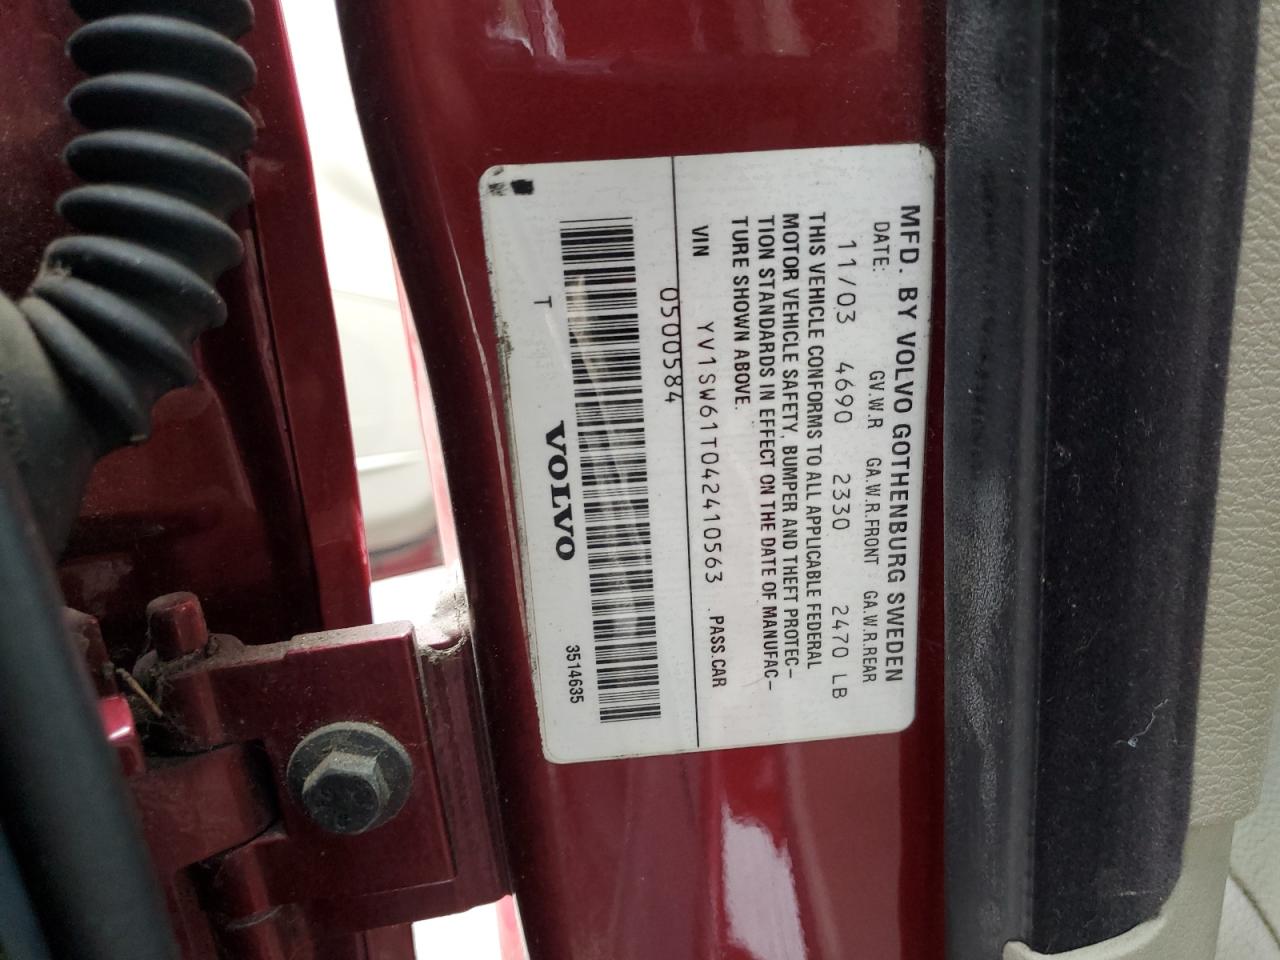 MFD. BY VOLVO GOTHENBURG SWEDEN
DATE: GV.W.R GA.W.R.FRONT GA.W.R.REAR
11/03 4690 2330 2470 LB
THIS VEHICLE CONFORMS TO ALL APPLICABLE FEDERAL
MOTOR VEHICLE SAFETY, BUMPER AND THEFT PROTEC–
TION STANDARDS IN EFFECT ON THE DATE OF MANUFAC–
TURE SHOWN ABOVE.
VIN YV1SW61T042410563 PASS.CAR
0500584
T VOLVO 3514635